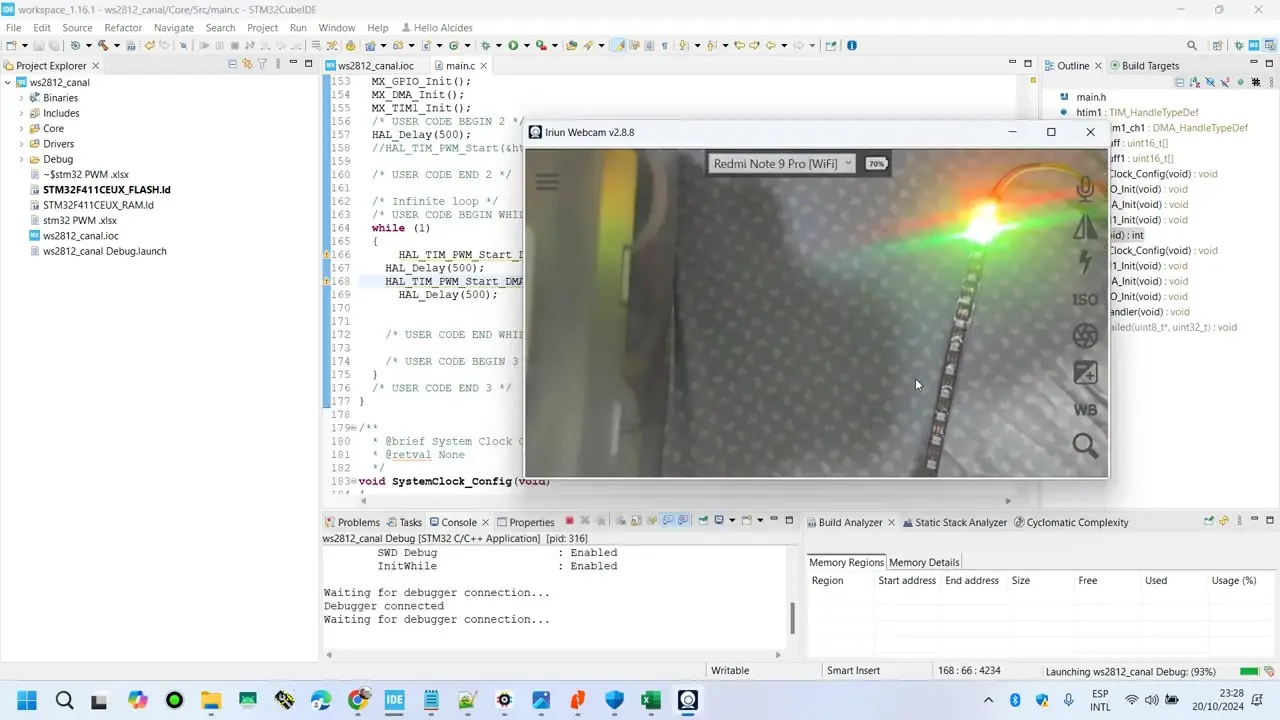 workspace_1.16.1 - ws2812_canal/Core/Src/main.c - STM32CubeIDE
File Edit Source Refactor Navigate Search Project Run Window Help Hello Alcides
Project Explorer
ws2812_canal
Binaries
Includes
Core
Drivers
Debug
~$stm32 PWM .xlsx
STM32F411CEUX_FLASH.ld
STM32F411CEUX_RAM.ld
stm32 PWM .xlsx
ws2812_canal.ioc
ws2812_canal Debug.launch
ws2812_canal.ioc main.c
153 MX_GPIO_Init();
154 MX_DMA_Init();
155 MX_TIM1_Init();
156 /* USER CODE BEGIN 2 */
157 HAL_Delay(500);
158 //HAL_TIM_PWM_Start(&h
159
160 /* USER CODE END 2 */
161
162 /* Infinite loop */
163 /* USER CODE BEGIN WHI
164 while (1)
165 {
166 HAL_TIM_PWM_Start_D
167 HAL_Delay(500);
168 HAL_TIM_PWM_Start_DMA
169 HAL_Delay(500);
170
171
172 /* USER CODE END WHI
173
174 /* USER CODE BEGIN 3
175 }
176 /* USER CODE END 3 */
177 }
178
179 /**
180 * @brief System Clock C
181 * @retval None
182 */
183 void SystemClock_Config(void)
Iriun Webcam v2.8.8
Redmi Note 9 Pro [WiFi] 70%
ISO
WB
Outline Build Targets
main.h
htim1 : TIM_HandleTypeDef
im1_ch1 : DMA_HandleTypeDef
uff : uint16_t[]
uff1 : uint16_t[]
Clock_Config(void) : void
O_Init(void) : void
A_Init(void) : void
1_Init(void) : void
oid) : int
Clock_Config(void) : void
1_Init(void) : void
A_Init(void) : void
O_Init(void) : void
andler(void) : void
ailed(uint8_t*, uint32_t) : void
Problems Tasks Console Properties
ws2812_canal Debug [STM32 C/C++ Application] [pid: 316]
SWD Debug : Enabled
InitWhile : Enabled
Waiting for debugger connection...
Debugger connected
Waiting for debugger connection...
Build Analyzer Static Stack Analyzer Cyclomatic Complexity
Memory Regions Memory Details
Region Start address End address Size Free Used Usage (%)
Writable Smart Insert 168 : 66 : 4234 Launching ws2812_canal Debug: (93%)
IDE
ESP
INTL
23:28
20/10/2024